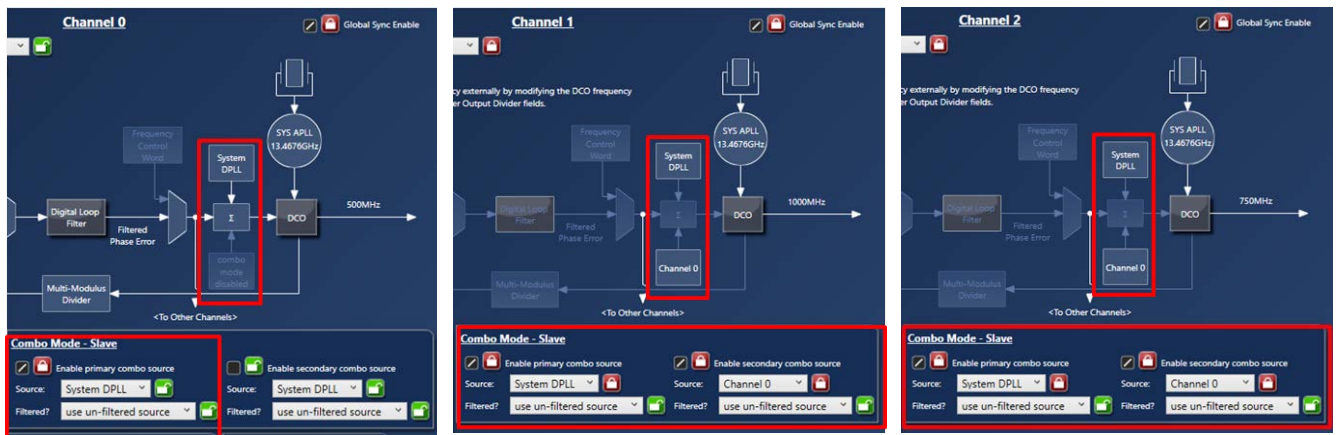 Channel 0
Global Sync Enable
Frequency
Control
Word
System
DPLL
SYS APLL
13.4676GHz
Digital Loop
Filter
Filtered
Phase Error
Σ
DCO
500MHz
combo
mode
disabled
Multi-Modulus
Divider
<To Other Channels>
Combo Mode - Slave
Enable primary combo source
Enable secondary combo source
Source: System DPLL
Source: System DPLL
Filtered? use un-filtered source
Filtered? use un-filtered source
Channel 1
Global Sync Enable
cy externally by modifying the DCO frequency
er Output Divider fields.
Frequency
Control
Word
System
DPLL
SYS APLL
13.4676GHz
Digital Loop
Filter
Filtered
Phase Error
Σ
DCO
1000MHz
Channel 0
Multi-Modulus
Divider
<To Other Channels>
Combo Mode - Slave
Enable primary combo source
Enable secondary combo source
Source: System DPLL
Source: Channel 0
Filtered? use un-filtered source
Filtered? use un-filtered source
Channel 2
Global Sync Enable
cy externally by modifying the DCO frequency
er Output Divider fields.
Frequency
Control
Word
System
DPLL
SYS APLL
13.4676GHz
Digital Loop
Filter
Filtered
Phase Error
Σ
DCO
750MHz
Channel 0
Multi-Modulus
Divider
<To Other Channels>
Combo Mode - Slave
Enable primary combo source
Enable secondary combo source
Source: System DPLL
Source: Channel 0
Filtered? use un-filtered source
Filtered? use un-filtered source